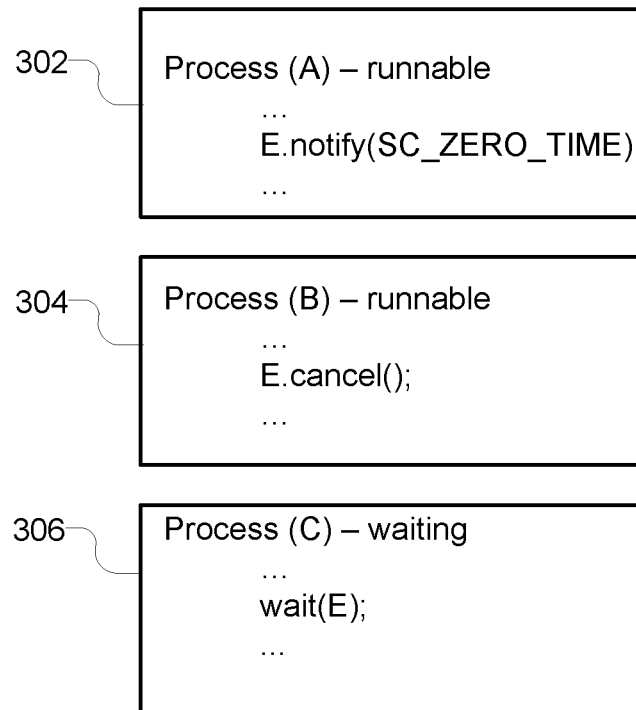 302
Process (A) – runnable
...
E.notify(SC_ZERO_TIME)
...
304
Process (B) – runnable
...
E.cancel();
...
306
Process (C) – waiting
...
wait(E);
...